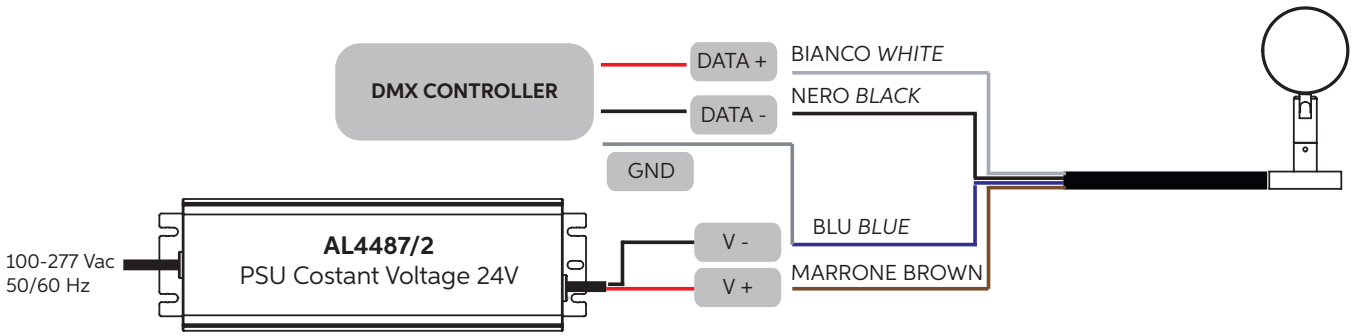 DMX CONTROLLER
DATA +
BIANCO WHITE
DATA -
NERO BLACK
GND
100-277 Vac
50/60 Hz
AL4487/2
PSU Costant Voltage 24V
V -
BLU BLUE
V +
MARRONE BROWN